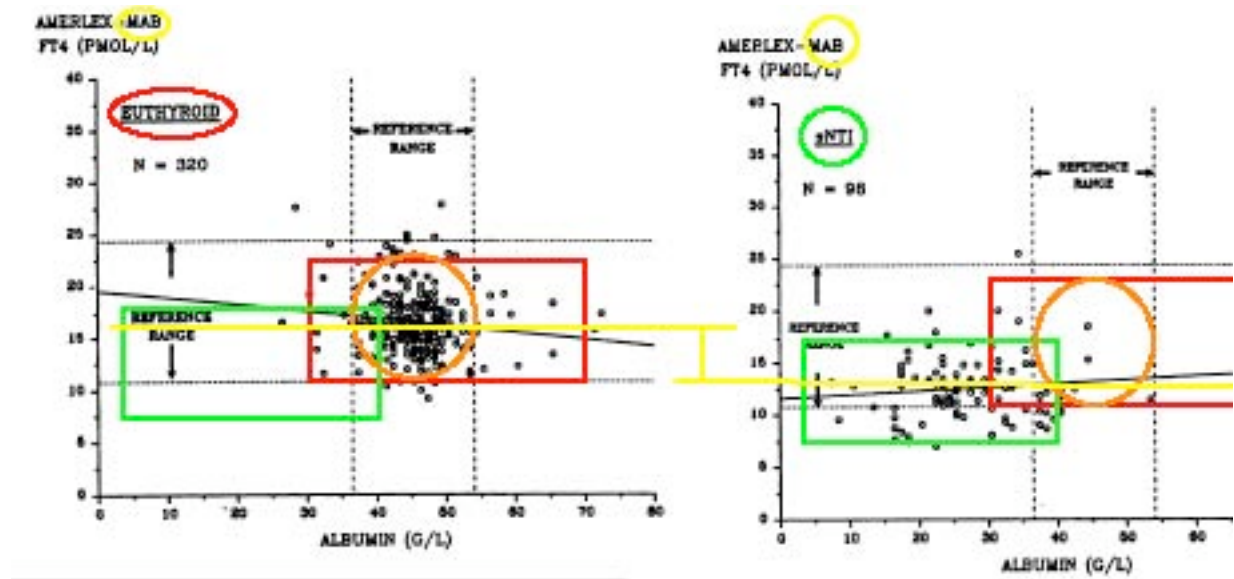 AMERLEX-MAB
FT4 (PMOL/L)
40
35
30
25
20
15
10
5
0
EUTHYROID
N = 320
REFERENCE
RANGE
REFERENCE
RANGE
0
10
20
30
40
50
60
70
80
ALBUMIN (G/L)
AMERLEX-MAB
FT4 (PMOL/L)
40
35
30
25
20
15
10
5
0
sNTI
N = 98
REFERENCE
RANGE
REFERENCE
RANGE
0
10
20
30
40
50
60
ALBUMIN (G/L)